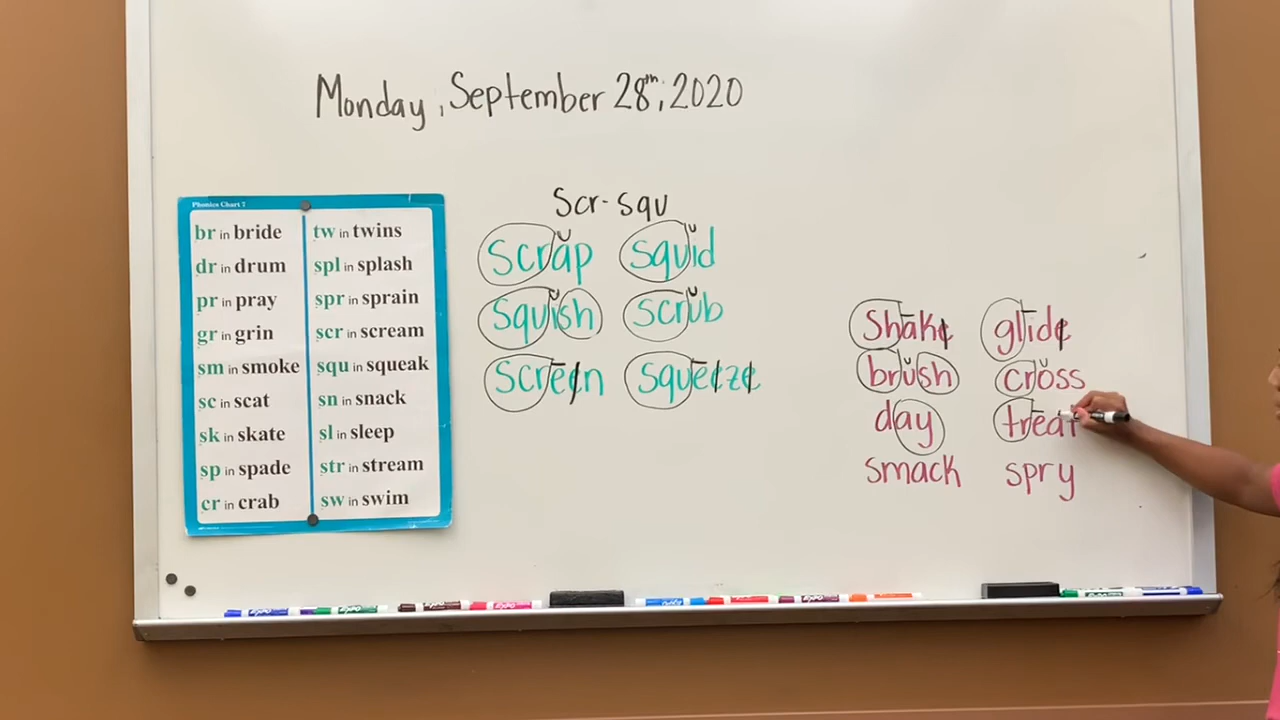 Monday, September 28th, 2020
Phonics Chart 7
br in bride
dr in drum
pr in pray
gr in grin
sm in smoke
sc in scat
sk in skate
sp in spade
cr in crab
tw in twins
spl in splash
spr in sprain
scr in scream
squ in squeak
sn in snack
sl in sleep
str in stream
sw in swim
Scr-squ
scrap squid
squish scrub
screen squeeze
shake glide
brush cross
day treat
smack spry
EXPO